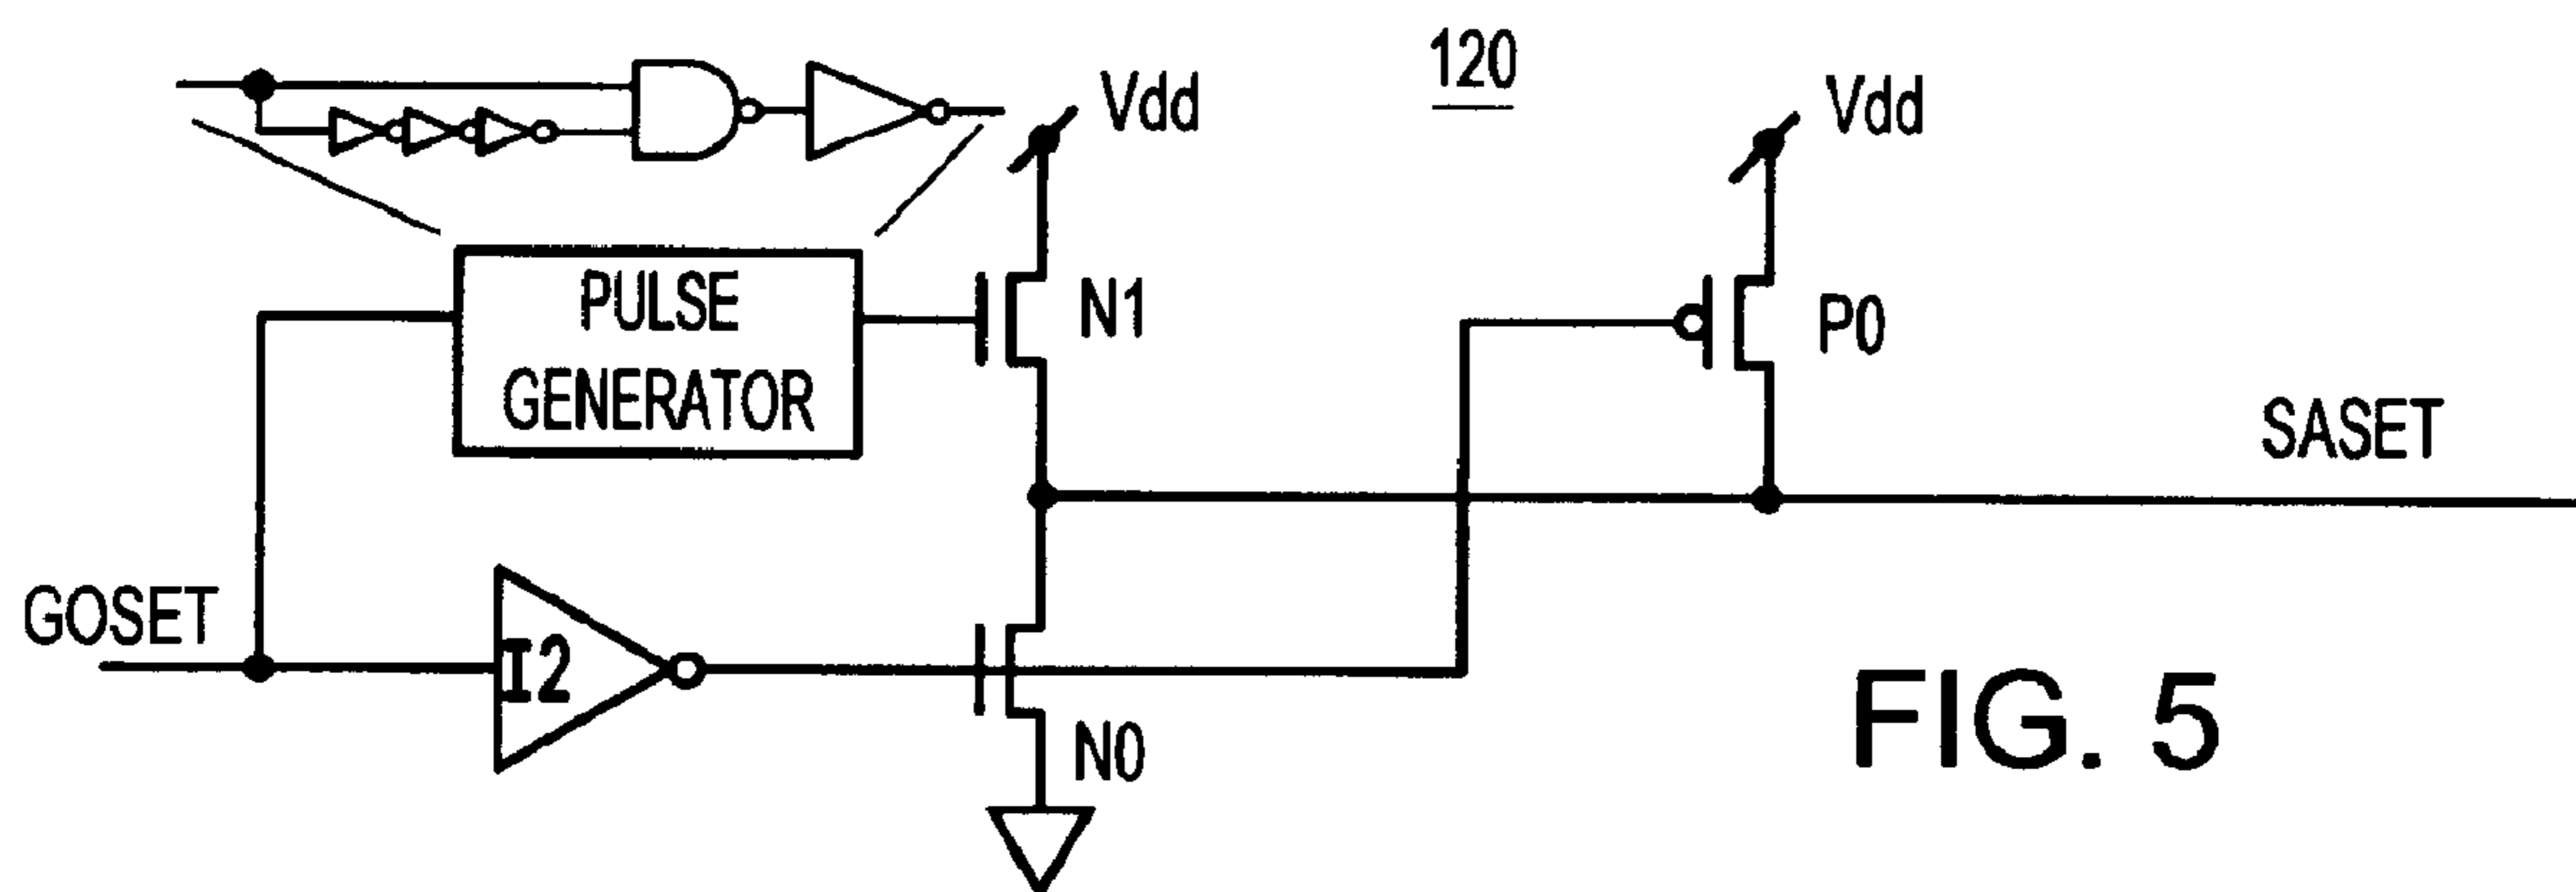 120
Vdd
Vdd
PULSE
GENERATOR
N1
P0
SASET
GOSET
I2
N0
FIG. 5